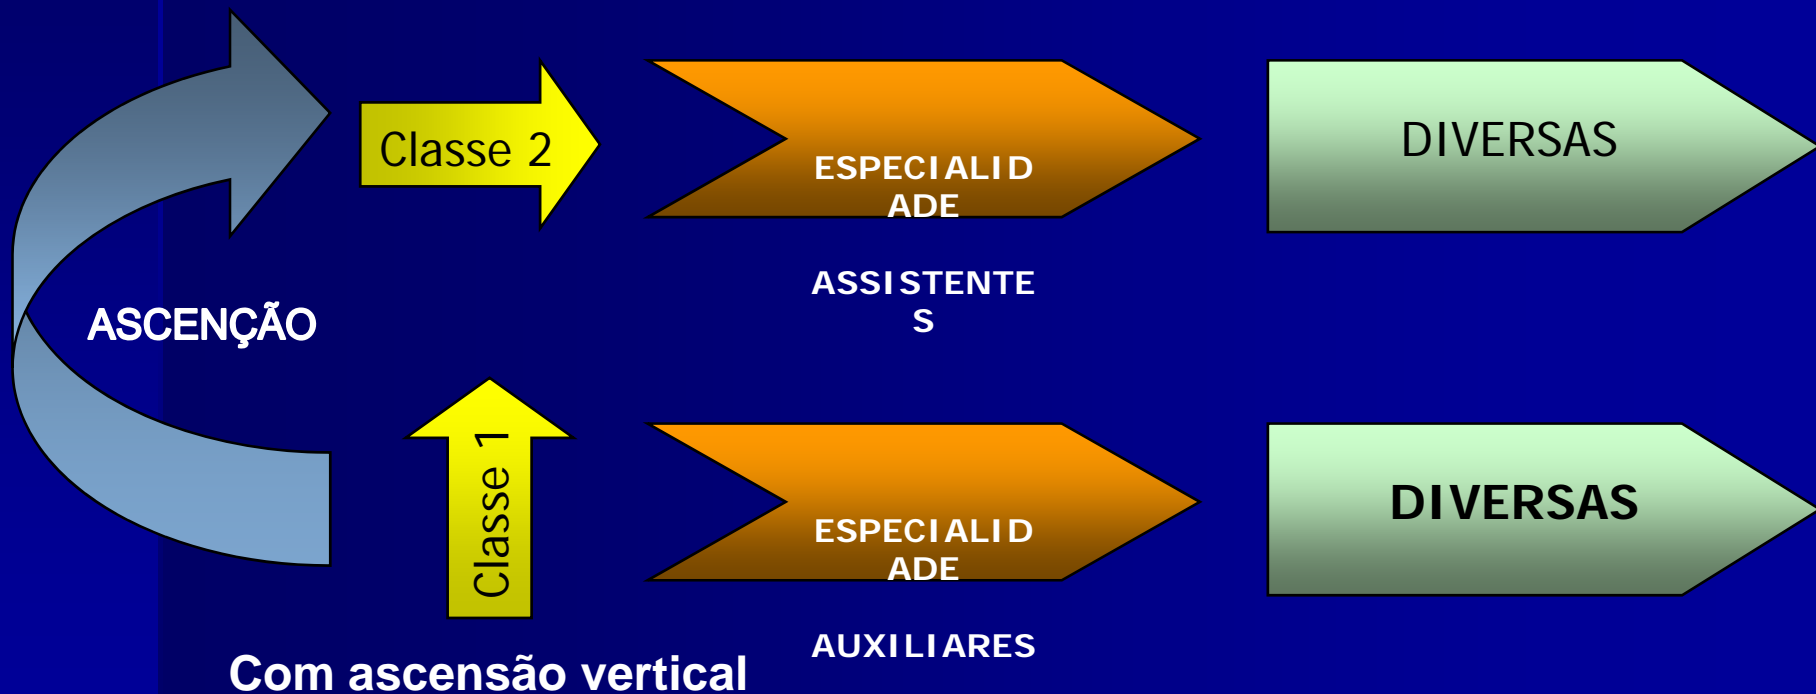 Classe 2
ESPECIALID
ADE
ASSISTENTE
S
DIVERSAS
ASCENÇÃO
Classe 1
ESPECIALID
ADE
AUXILIARES
DIVERSAS
Com ascensão vertical